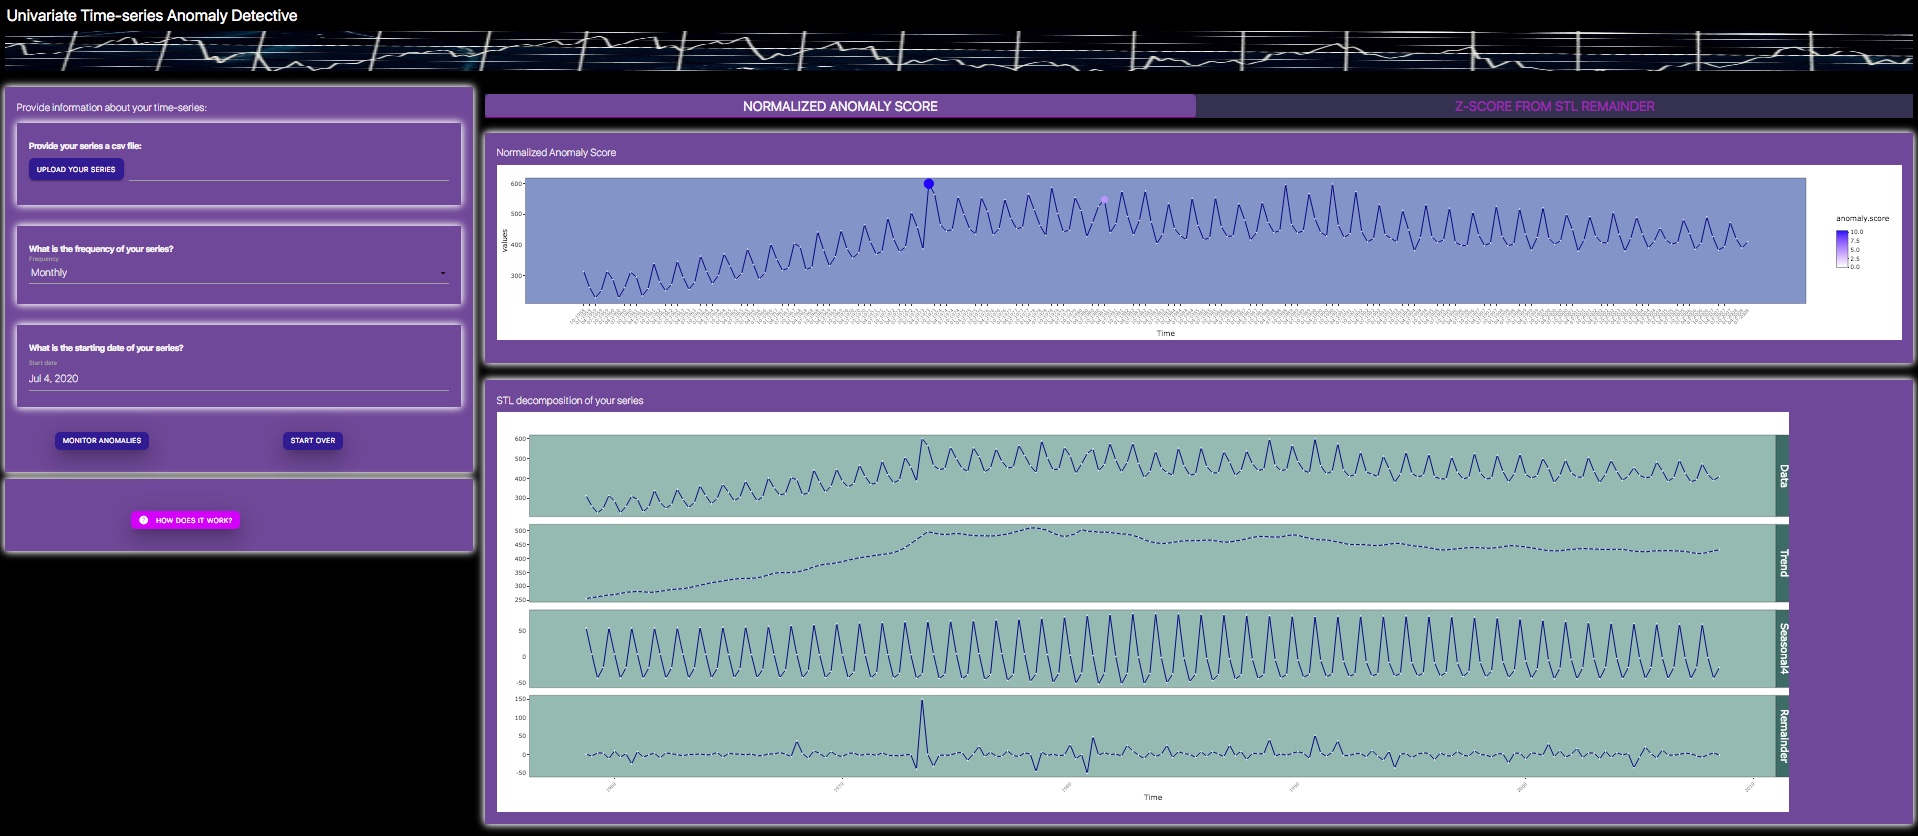 Univariate Time-series Anomaly Detective
Provide information about your time-series:
Provide your series a csv file:
UPLOAD YOUR SERIES
What is the frequency of your series?
Frequency
Monthly
What is the starting date of your series?
Start date
Jul 4, 2020
MONITOR ANOMALIES
START OVER
HOW DOES IT WORK?
NORMALIZED ANOMALY SCORE
Z-SCORE FROM STL REMAINDER
Normalized Anomaly Score
600
500
400
300
values
Time
anomaly.score
10.0
7.5
5.0
2.5
0.0
STL decomposition of your series
600
500
400
300
Data
500
450
400
350
300
250
Trend
50
0
-50
Seasonal4
150
100
50
0
-50
Remainder
1960
1970
1980
1990
2000
2010
Time